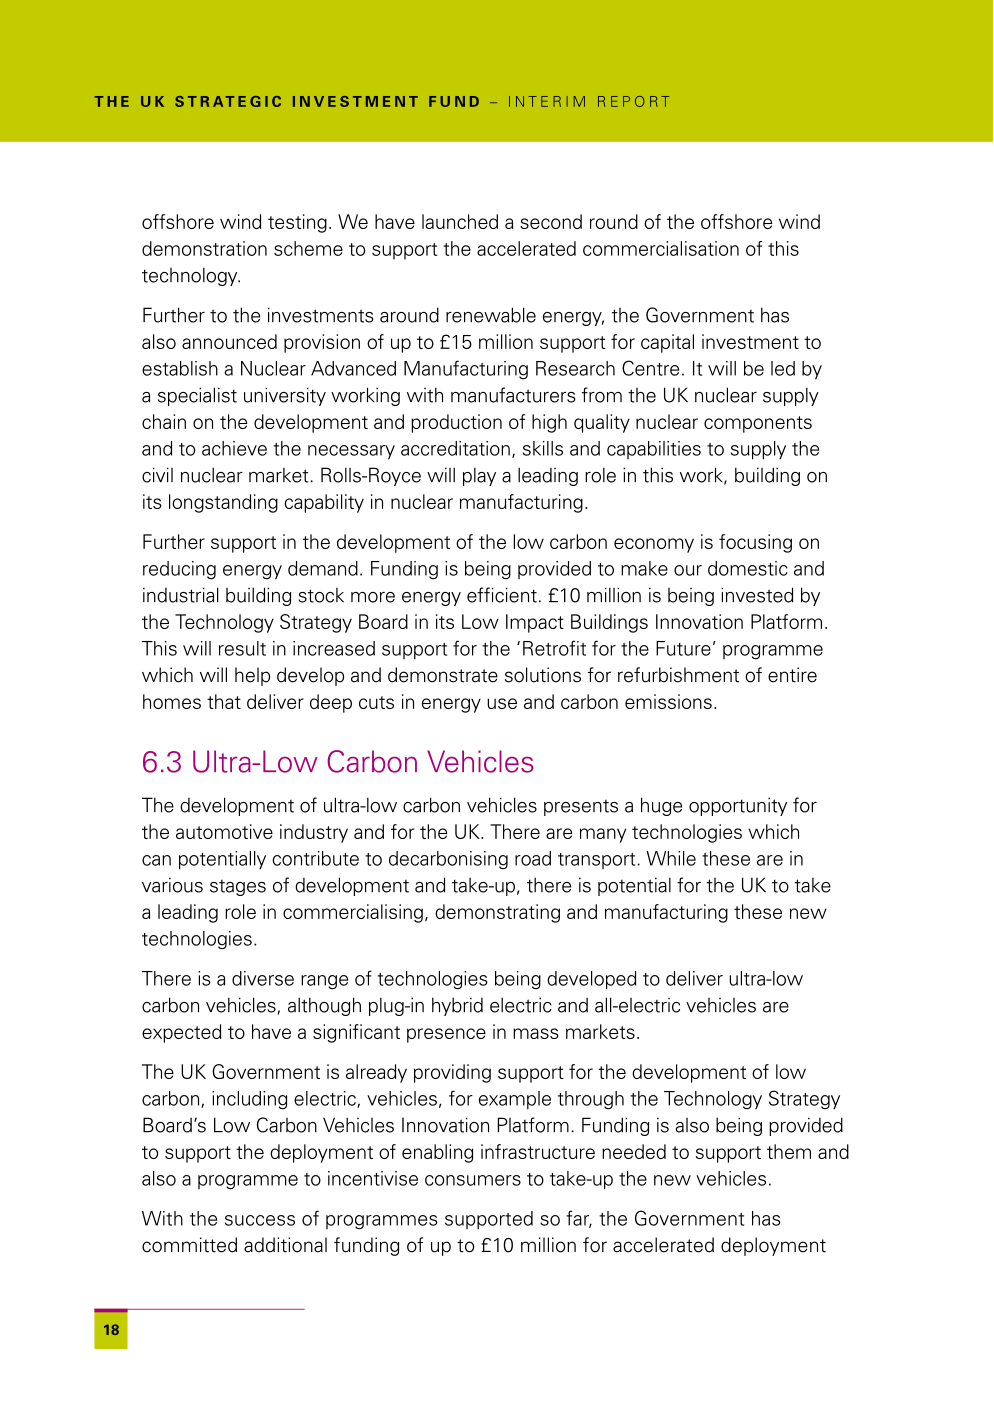 THE UK STRATEGIC INVESTMENT FUND – INTERIM REPORT
offshore wind testing. We have launched a second round of the offshore wind
demonstration scheme to support the accelerated commercialisation of this
technology.
Further to the investments around renewable energy, the Government has
also announced provision of up to £15 million support for capital investment to
establish a Nuclear Advanced Manufacturing Research Centre. It will be led by
a specialist university working with manufacturers from the UK nuclear supply
chain on the development and production of high quality nuclear components
and to achieve the necessary accreditation, skills and capabilities to supply the
civil nuclear market. Rolls-Royce will play a leading role in this work, building on
its longstanding capability in nuclear manufacturing.
Further support in the development of the low carbon economy is focusing on
reducing energy demand. Funding is being provided to make our domestic and
industrial building stock more energy efficient. £10 million is being invested by
the Technology Strategy Board in its Low Impact Buildings Innovation Platform.
This will result in increased support for the ‘Retrofit for the Future’ programme
which will help develop and demonstrate solutions for refurbishment of entire
homes that deliver deep cuts in energy use and carbon emissions.
6.3 Ultra-Low Carbon Vehicles
The development of ultra-low carbon vehicles presents a huge opportunity for
the automotive industry and for the UK. There are many technologies which
can potentially contribute to decarbonising road transport. While these are in
various stages of development and take-up, there is potential for the UK to take
a leading role in commercialising, demonstrating and manufacturing these new
technologies.
There is a diverse range of technologies being developed to deliver ultra-low
carbon vehicles, although plug-in hybrid electric and all-electric vehicles are
expected to have a significant presence in mass markets.
The UK Government is already providing support for the development of low
carbon, including electric, vehicles, for example through the Technology Strategy
Board’s Low Carbon Vehicles Innovation Platform. Funding is also being provided
to support the deployment of enabling infrastructure needed to support them and
also a programme to incentivise consumers to take-up the new vehicles.
With the success of programmes supported so far, the Government has
committed additional funding of up to £10 million for accelerated deployment
18